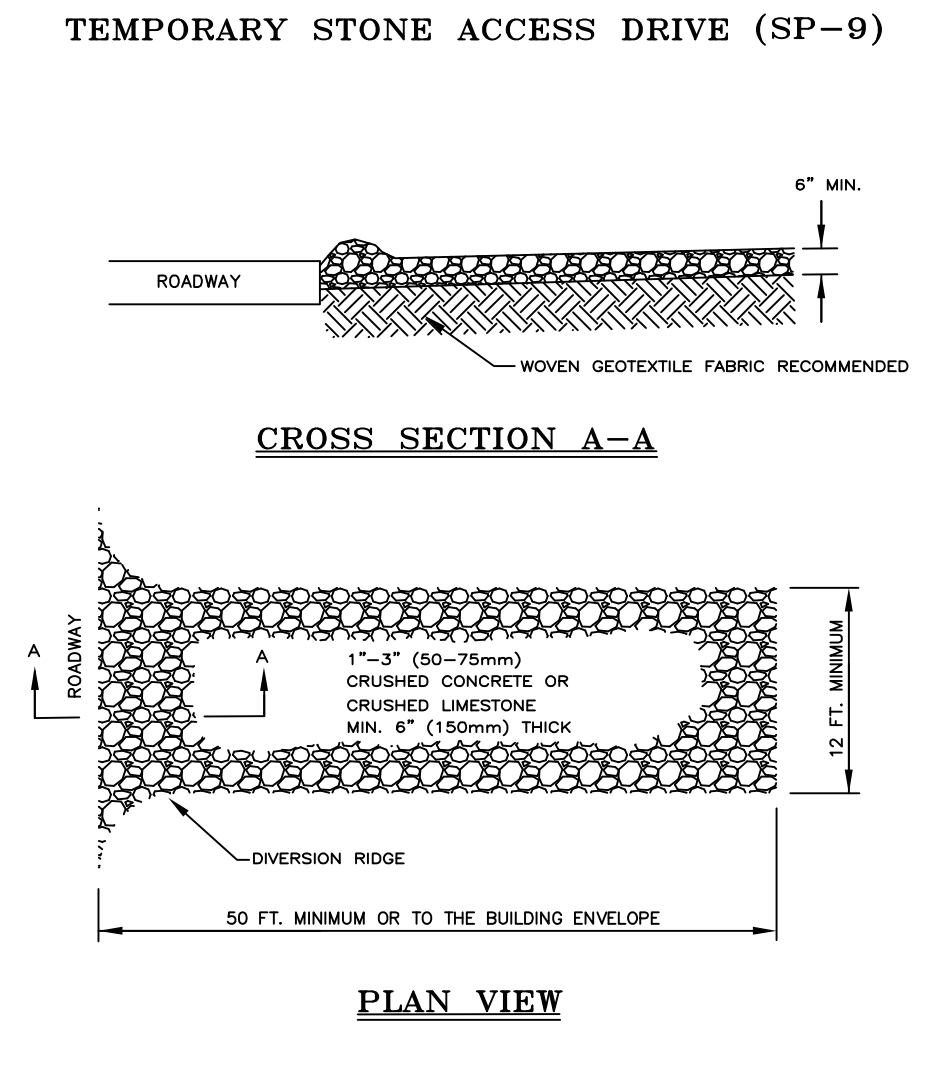 TEMPORARY STONE ACCESS DRIVE (SP-9)
6" MIN.
ROADWAY
WOVEN GEOTEXTILE FABRIC RECOMMENDED
CROSS SECTION A-A
ROADWAY
A
A
1"-3" (50-75mm)
CRUSHED CONCRETE OR
CRUSHED LIMESTONE
MIN. 6" (150mm) THICK
12 FT. MINIMUM
DIVERSION RIDGE
50 FT. MINIMUM OR TO THE BUILDING ENVELOPE
PLAN VIEW